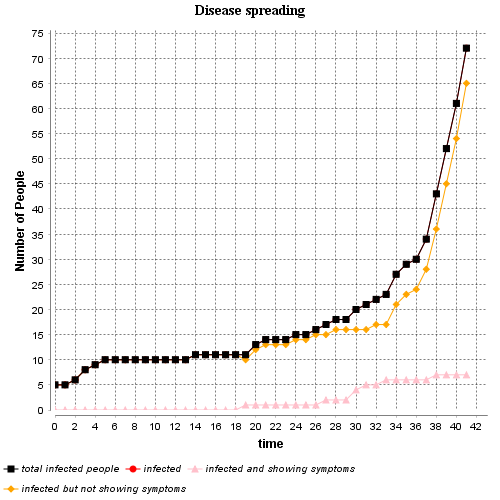 Disease spreading
75
70
65
60
55
50
45
40
35
30
25
20
15
10
5
0
Number of People
0 2 4 6 8 10 12 14 16 18 20 22 24 26 28 30 32 34 36 38 40 42
time
total infected people infected infected and showing symptoms
infected but not showing symptoms